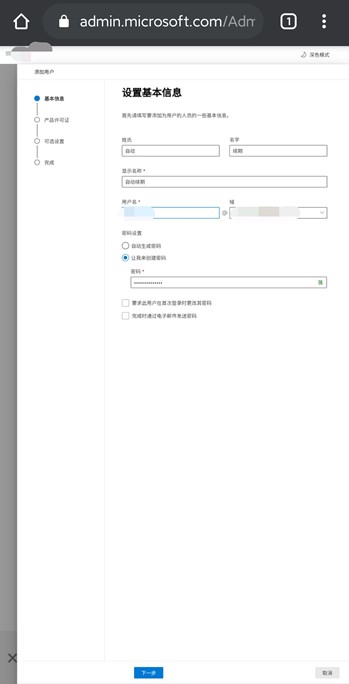 admin.microsoft.com/Adm
1
深色模式
添加用户
基本信息
产品许可证
可选设置
完成
设置基本信息
首先请填写要添加为用户的人员的一些基本信息。
姓氏 名字
自动 续期
显示名称 *
自动续期
用户名 * 域
@
密码设置
自动生成密码
让我来创建密码
密码 *
•••••••••••••• 强
要求此用户在首次登录时更改其密码
完成时通过电子邮件发送密码
下一步 取消